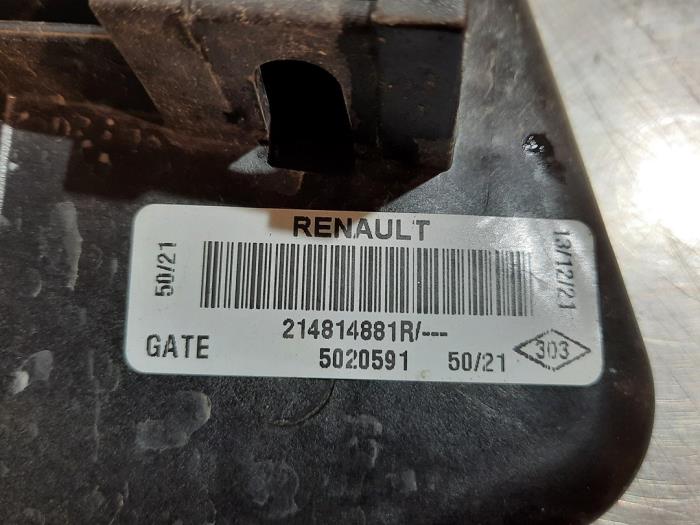 RENAULT
50/21
13/12/21
214814881R/---
GATE
5020591 50/21
303